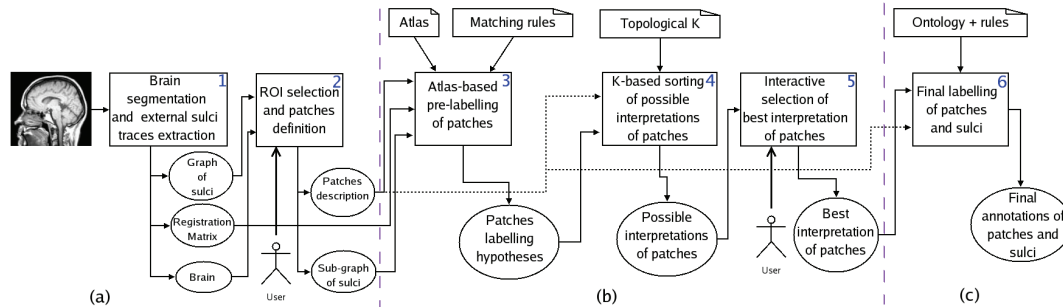 Atlas
Matching rules
Topological K
Ontology + rules
1
Brain
segmentation
and external sulci
traces extraction
2
ROI selection
and patches
definition
3
Atlas-based
pre-labelling
of patches
4
K-based sorting
of possible
interpretations
of patches
5
Interactive
selection of
best interpretation
of patches
6
Final labelling
of patches
and sulci
Graph
of
sulci
Registration
Matrix
Brain
User
Patches
description
Sub-graph
of sulci
Patches
labelling
hypotheses
Possible
interpretations
of patches
User
Best
interpretation
of patches
Final
annotations of
patches and
sulci
(a)
(b)
(c)